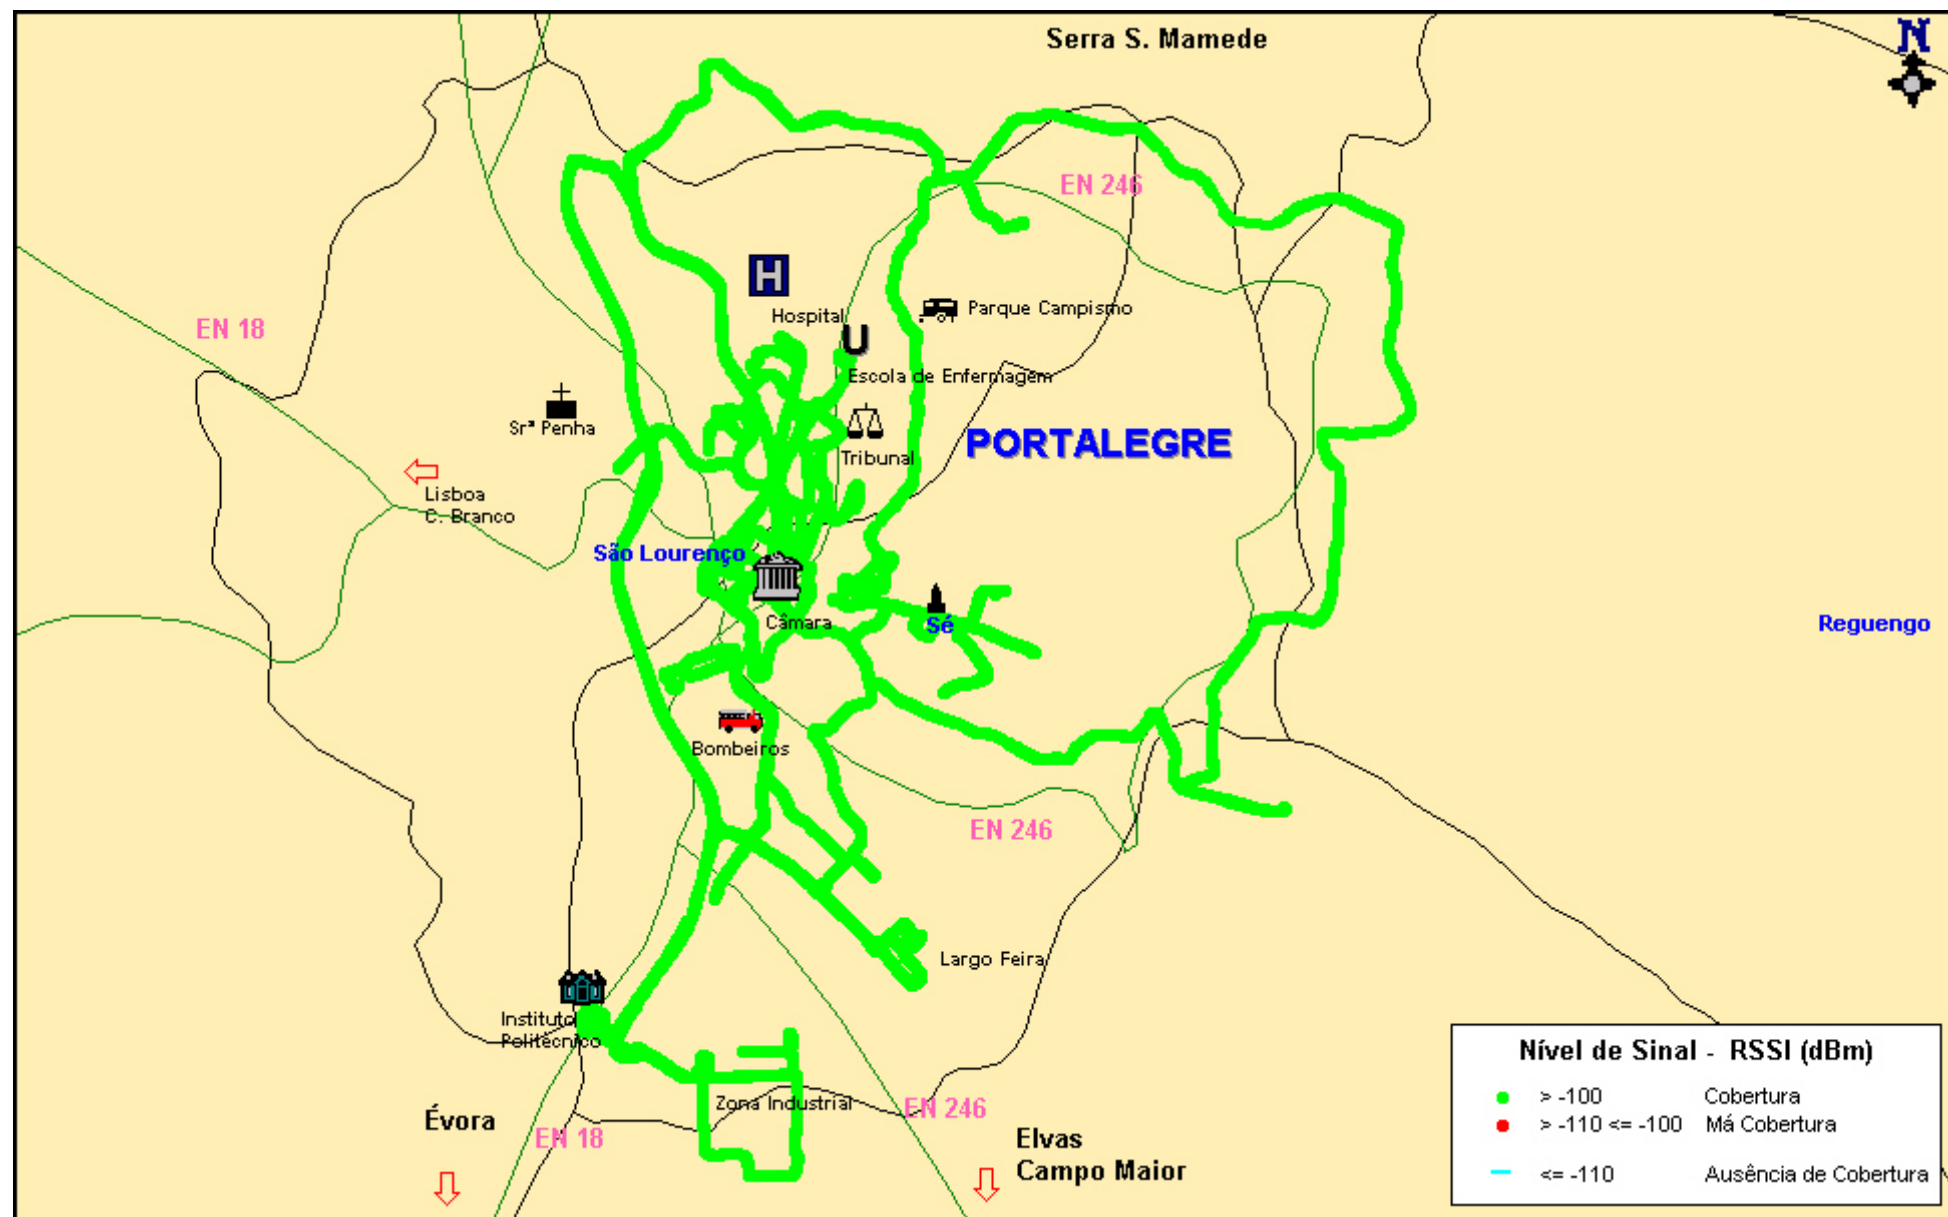 Serra S. Mamede
N
EN 246
H
Hospital
Parque Campismo
EN 18
U
Escola de Enfermagem
Srª Penha
PORTALEGRE
Tribunal
Lisboa
C. Branco
São Lourenço
Câmara
Sé
Reguengo
Bombeiros
EN 246
Largo Feira
Instituto
Politécnico
Zona Industrial
Évora
EN 18
EN 246
Elvas
Campo Maior
Nível de Sinal - RSSI (dBm)
> -100 Cobertura
> -110 <= -100 Má Cobertura
<= -110 Ausência de Cobertura